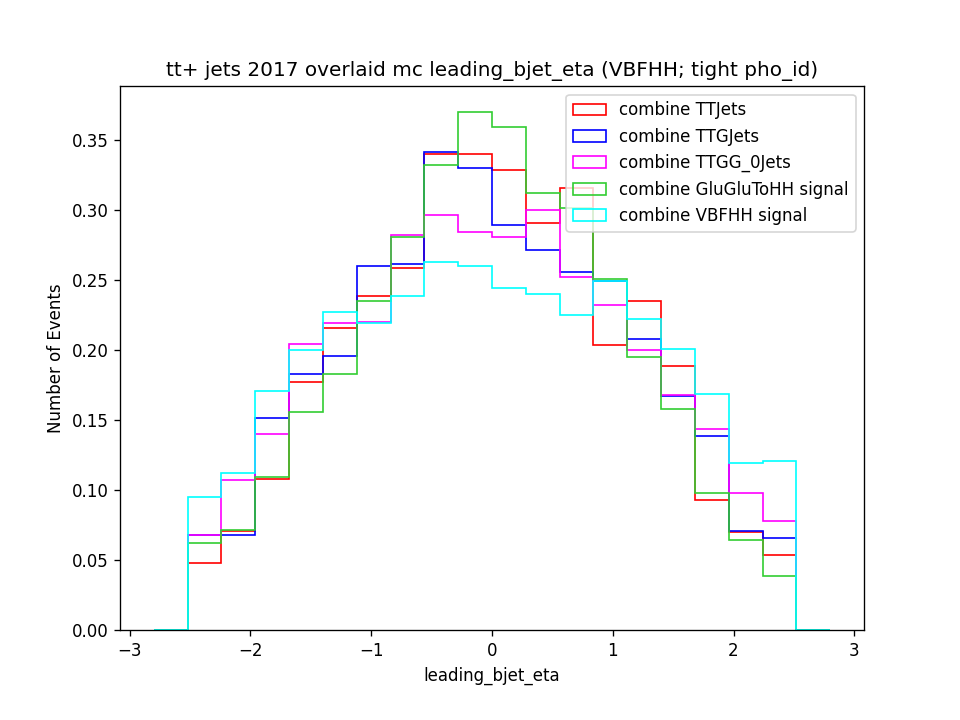 tt+ jets 2017 overlaid mc leading_bjet_eta (VBFHH; tight pho_id)
combine TTJets
combine TTGJets
combine TTGG_0Jets
combine GluGluToHH signal
combine VBFHH signal
Number of Events
0.35
0.30
0.25
0.20
0.15
0.10
0.05
0.00
−3 −2 −1 0 1 2 3
leading_bjet_eta